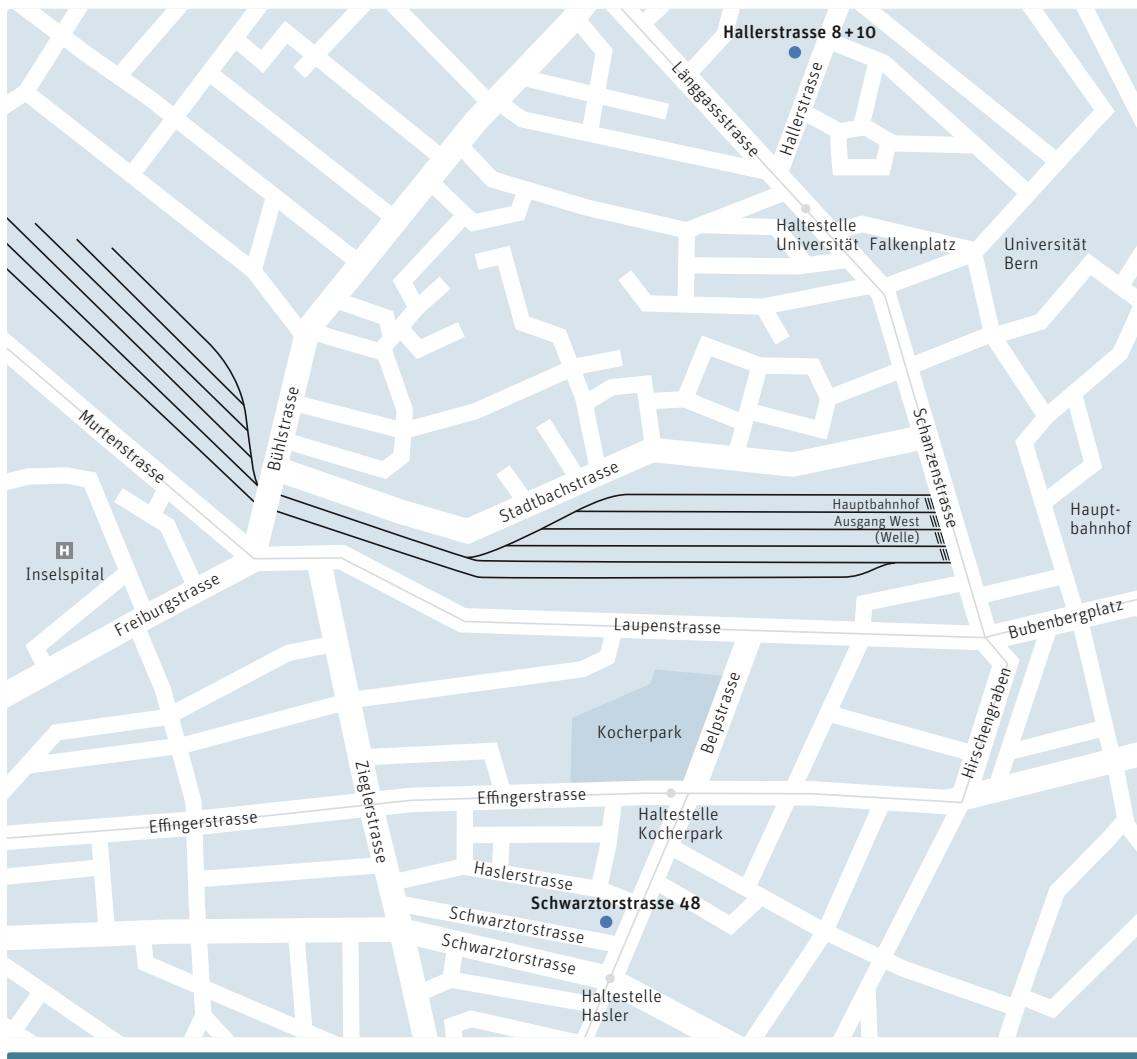 Hallerstrasse 8+10
Länggassstrasse
Hallerstrasse
Haltestelle
Universität
Falkenplatz
Universität
Bern
Murtenstrasse
Bühlstrasse
Stadtbachstrasse
Schanzenstrasse
Hauptbahnhof
Ausgang West
(Welle)
Haupt-
bahnhof
H
Inselspital
Freiburgstrasse
Laupenstrasse
Bubenbergplatz
Kocherpark
Belpstrasse
Hirschengraben
Zieglerstrasse
Effingerstrasse
Effingerstrasse
Haltestelle
Kocherpark
Haslerstrasse
Schwarztorstrasse 48
Schwarztorstrasse
Schwarztorstrasse
Haltestelle
Hasler